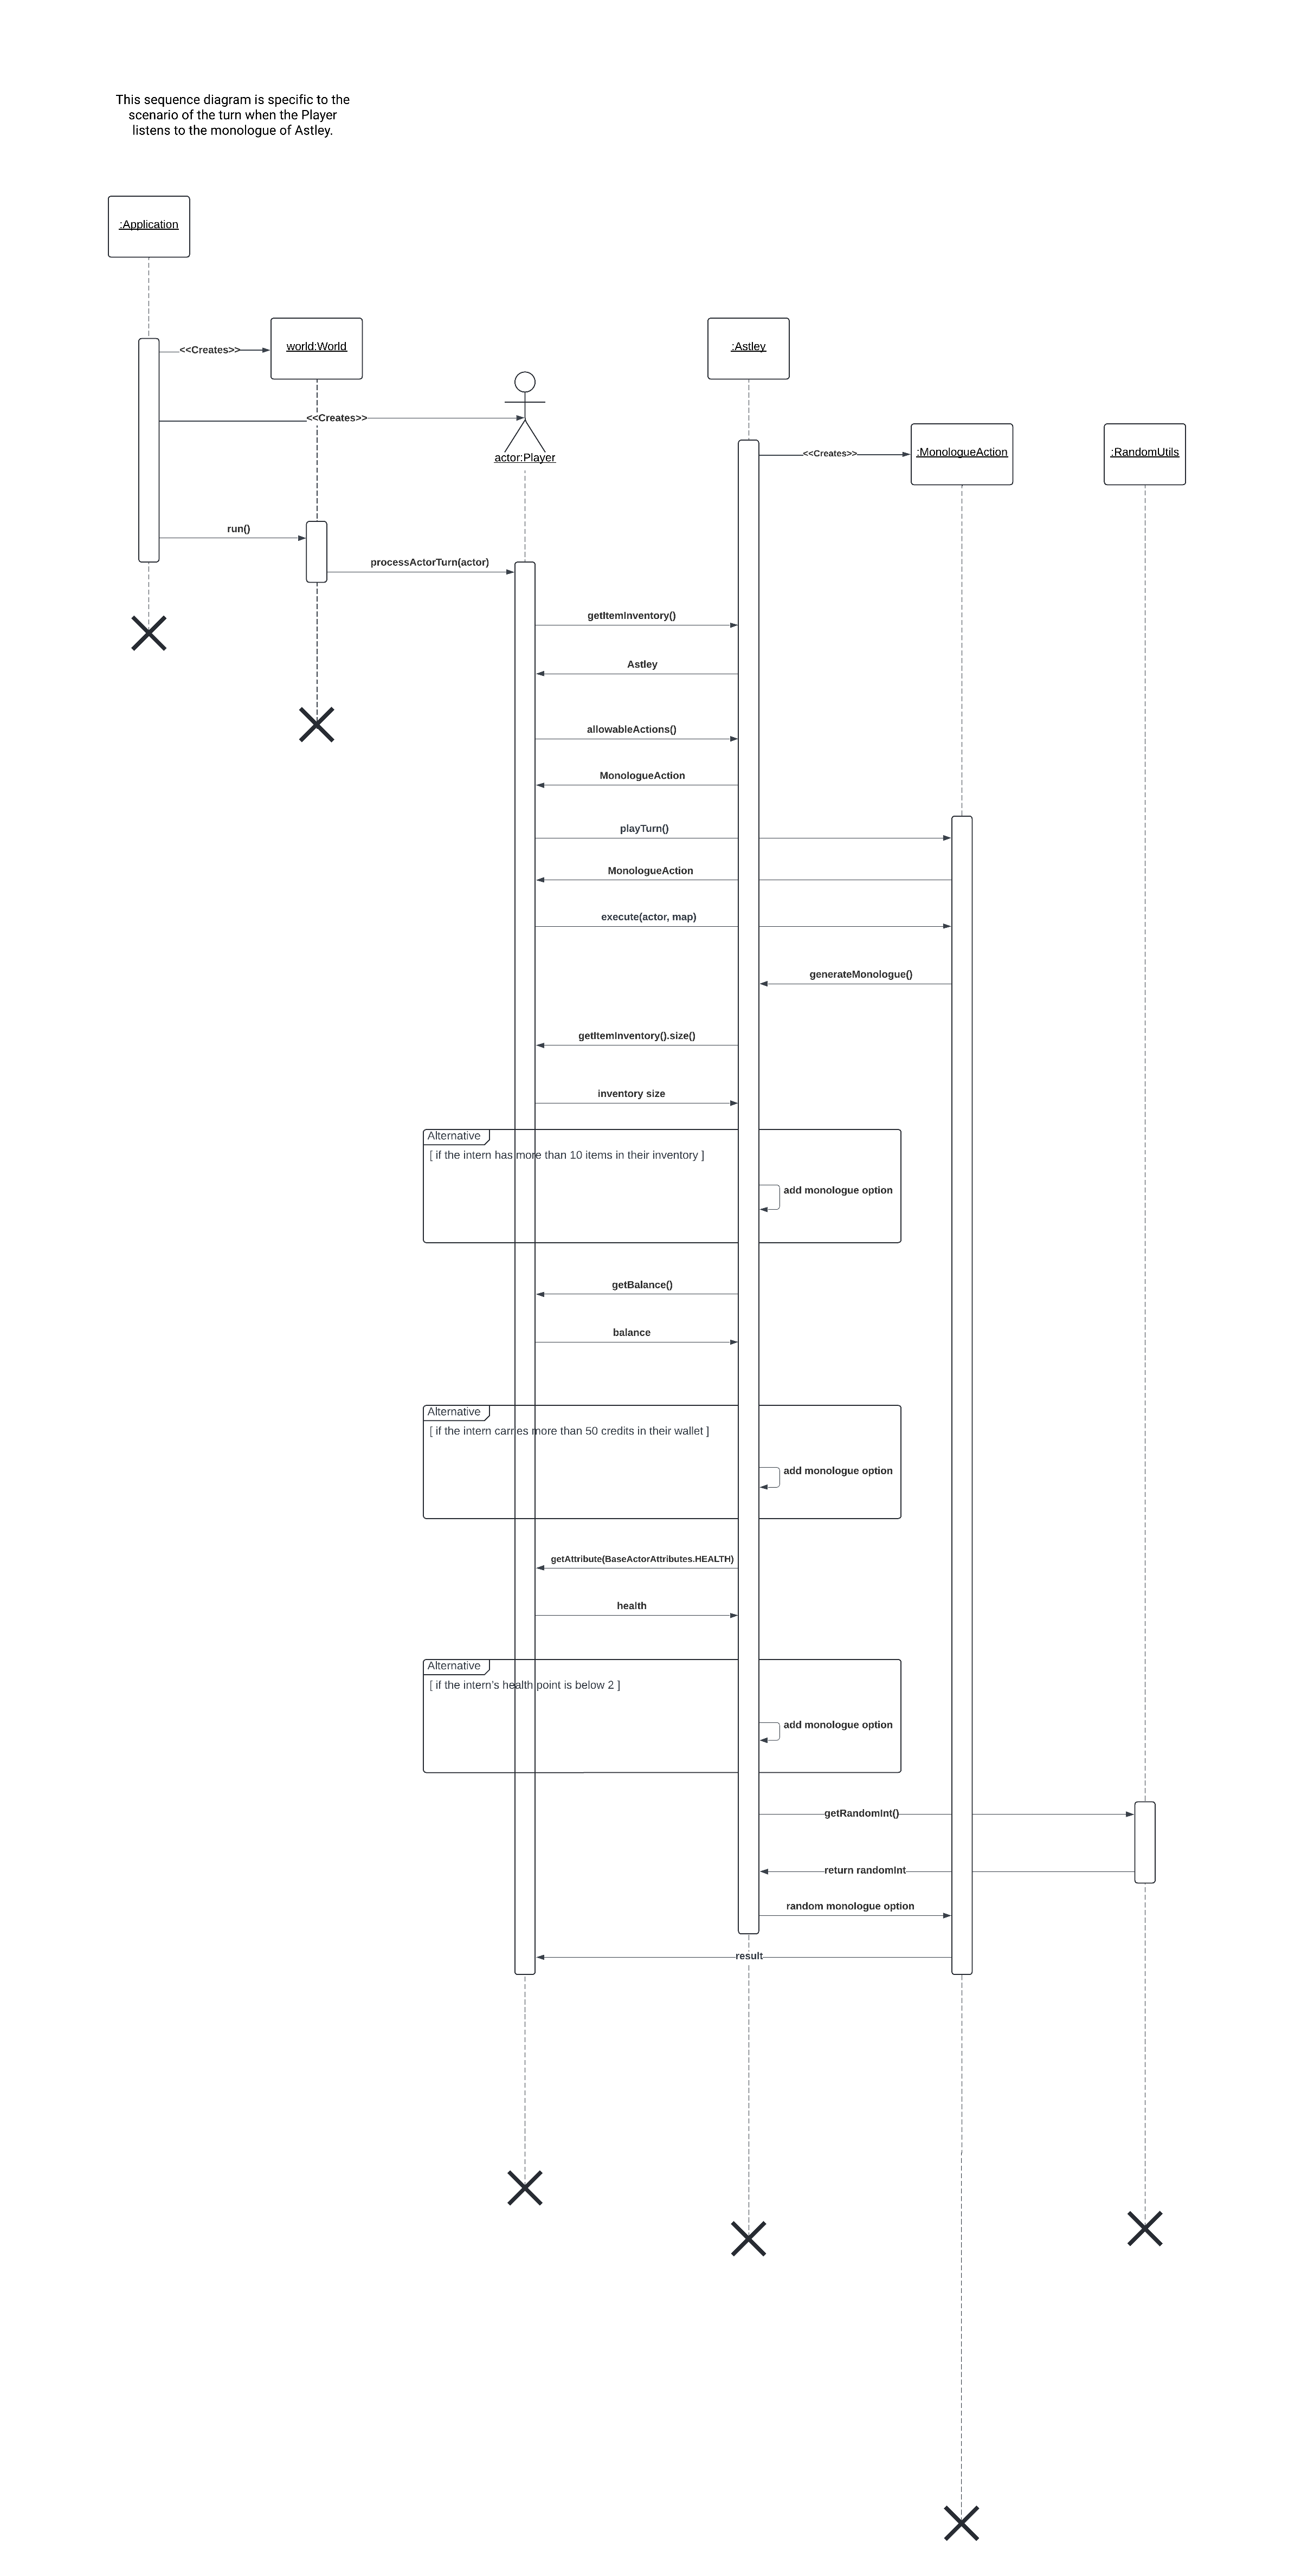 This sequence diagram is specific to the
scenario of the turn when the Player
listens to the monologue of Astley.
:Application
world:World
:Astley
<<Creates>>
<<Creates>>
actor:Player
:MonologueAction
:RandomUtils
<<Creates>>
run()
processActorTurn(actor)
getItemInventory()
Astley
allowableActions()
MonologueAction
playTurn()
MonologueAction
execute(actor, map)
generateMonologue()
getItemInventory().size()
inventory size
Alternative
[ if the intern has more than 10 items in their inventory ]
add monologue option
getBalance()
balance
Alternative
[ if the intern carries more than 50 credits in their wallet ]
add monologue option
getAttribute(BaseActorAttributes.HEALTH)
health
Alternative
[ if the intern's health point is below 2 ]
add monologue option
getRandomInt()
return randomInt
random monologue option
result